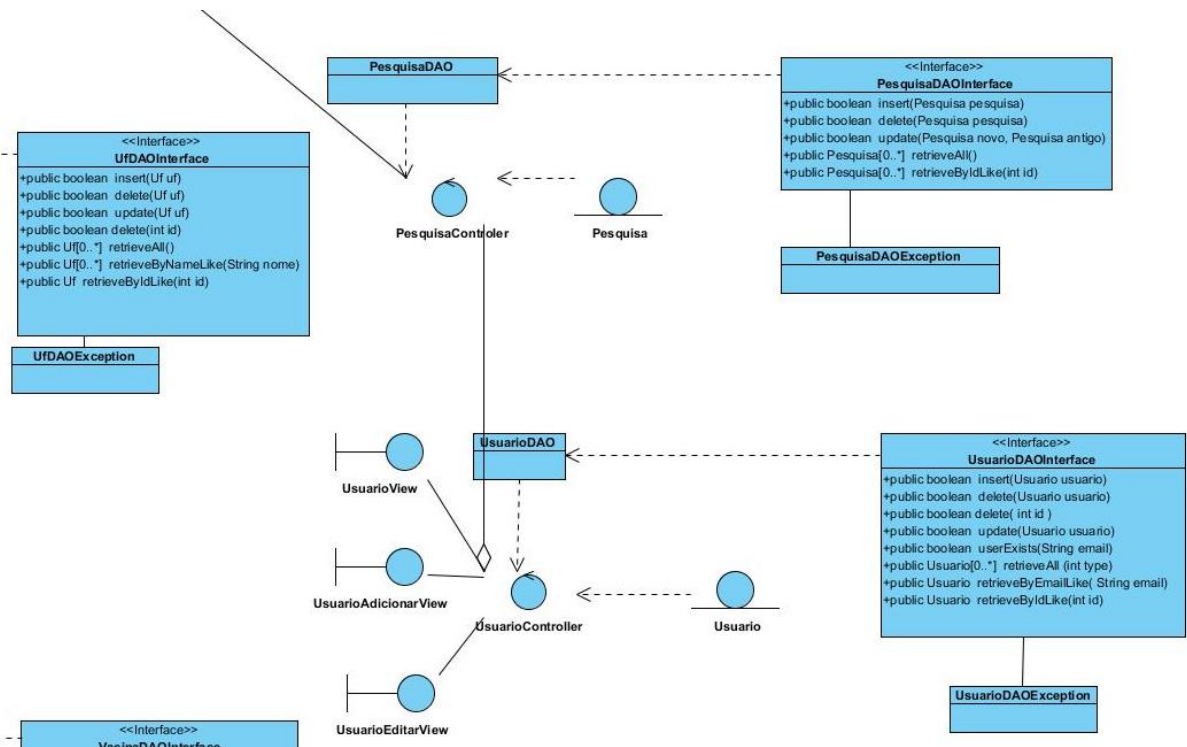 PesquisaDAO
<<Interface>>
PesquisaDAOInterface
+public boolean insert(Pesquisa pesquisa)
+public boolean delete(Pesquisa pesquisa)
+public boolean update(Pesquisa novo, Pesquisa antigo)
+public Pesquisa[0..*] retrieveAll()
+public Pesquisa[0..*] retrieveByIdLike(int id)
<<Interface>>
UfDAOInterface
+public boolean insert(Uf uf)
+public boolean delete(Uf uf)
+public boolean update(Uf uf)
+public boolean delete(int id)
+public Uf[0..*] retrieveAll()
+public Uf[0..*] retrieveByNameLike(String nome)
+public Uf retrieveByIdLike(int id)
PesquisaControler
Pesquisa
PesquisaDAOException
UfDAOException
UsuarioDAO
<<Interface>>
UsuarioDAOInterface
+public boolean insert(Usuario usuario)
+public boolean delete(Usuario usuario)
+public boolean delete( int id )
+public boolean update(Usuario usuario)
+public boolean userExists(String email)
+public Usuario[0..*] retrieveAll (int type)
+public Usuario retrieveByEmailLike( String email)
+public Usuario retrieveByIdLike(int id)
UsuarioView
UsuarioAdicionarView
UsuarioController
Usuario
UsuarioDAOException
UsuarioEditarView
<<Interface>>
VacinaDAOInterface